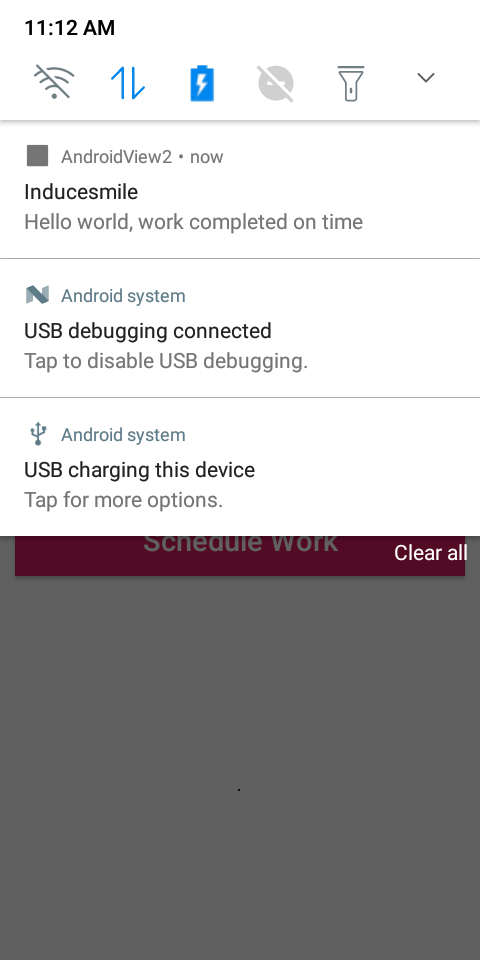 11:12 AM
AndroidView2 • now
Inducesmile
Hello world, work completed on time
Android system
USB debugging connected
Tap to disable USB debugging.
Android system
USB charging this device
Tap for more options.
Schedule Work
Clear all